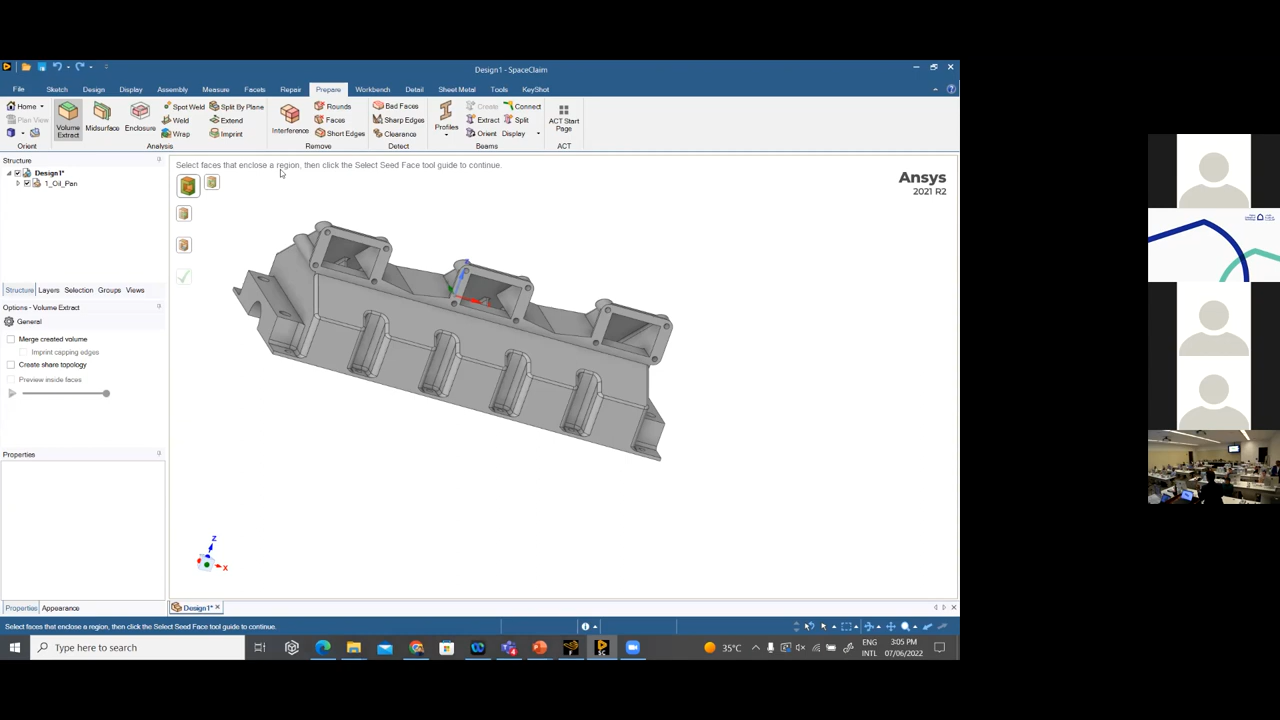 Design1 - SpaceClaim
File Sketch Design Display Assembly Measure Facets Repair Prepare Workbench Detail Sheet Metal Tools KeyShot
Home
Plan View
Orient
Volume Extract
Midsurface
Enclosure
Spot Weld
Weld
Wrap
Split By Plane
Extend
Imprint
Analysis
Interference
Rounds
Faces
Short Edges
Remove
Bad Faces
Sharp Edges
Clearance
Detect
Profiles
Create
Extract
Orient
Connect
Split
Display
Beams
ACT Start Page
ACT
Structure
Design1*
1_Oil_Pan
Structure Layers Selection Groups Views
Options - Volume Extract
General
Merge created volume
Imprint capping edges
Create share topology
Preview inside faces
Properties
Properties Appearance
Select faces that enclose a region, then click the Select Seed Face tool guide to continue.
Ansys
2021 R2
Z
X
Design1*
Select faces that enclose a region, then click the Select Seed Face tool guide to continue.
Type here to search
35°C
ENG
INTL
3:05 PM
07/06/2022